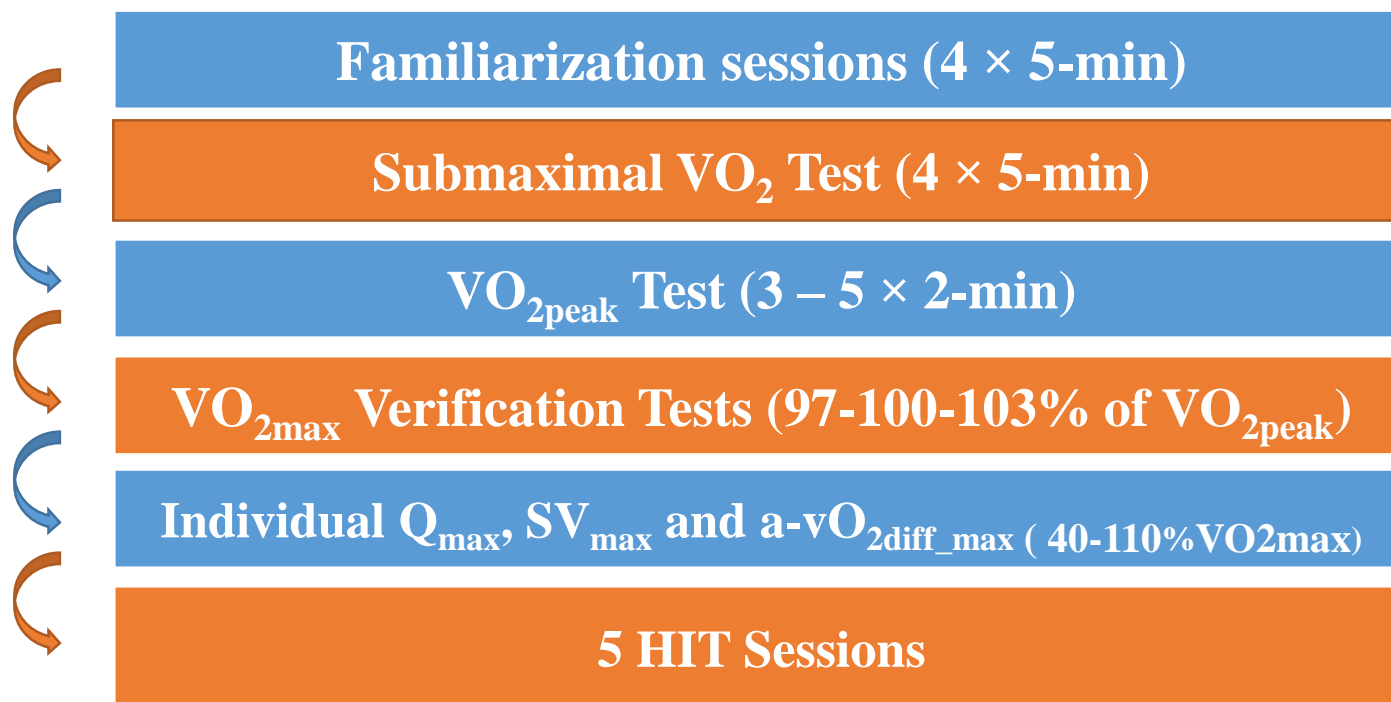 Familiarization sessions (4 × 5-min)
Submaximal VO₂ Test (4 × 5-min)
VO₂peak Test (3 – 5 × 2-min)
VO₂max Verification Tests (97-100-103% of VO₂peak)
Individual Qmax, SVmax and a-vO₂diff_max ( 40-110%VO2max)
5 HIT Sessions